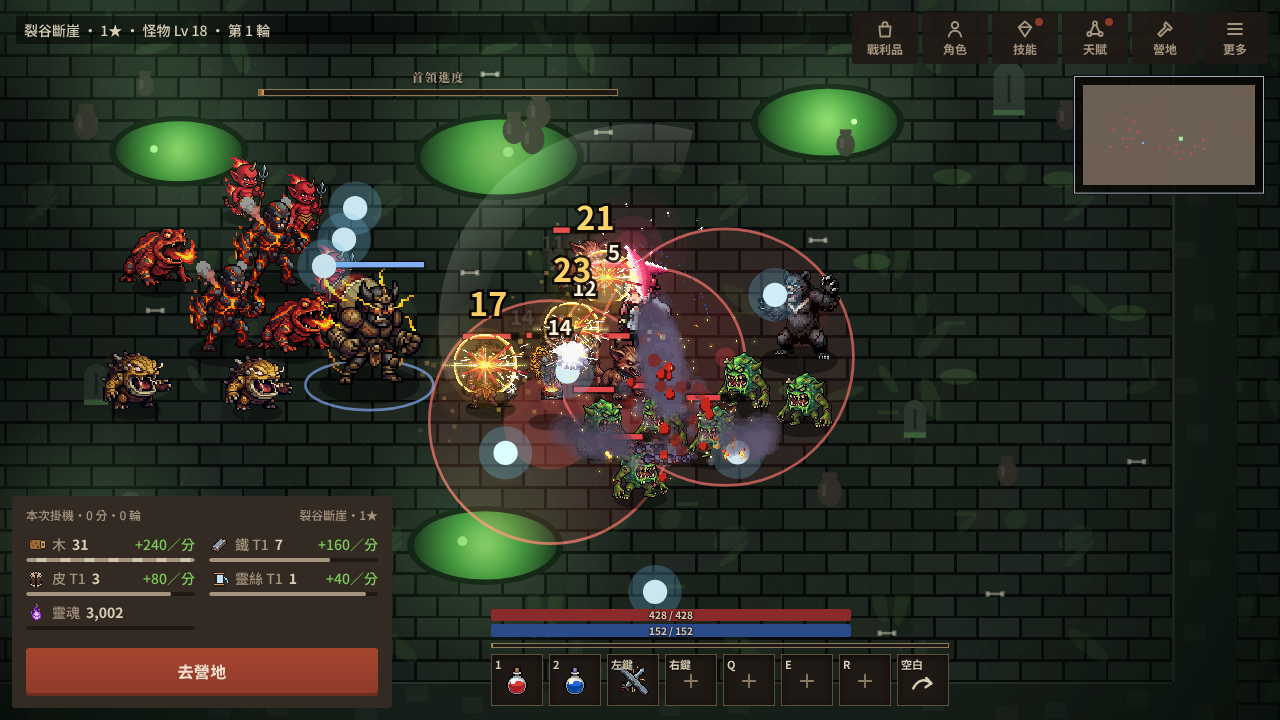 裂谷斷崖 • 1★ • 怪物 Lv 18 • 第 1 輪
戰利品
角色
技能
天賦
營地
更多
首領進度
21
5
23
12
17
14
本次掛機 • 0 分 • 0 輪
裂谷斷崖 • 1★
木 31 +240／分
鐵 T1 7 +160／分
皮 T1 3 +80／分
靈絲 T1 1 +40／分
靈魂 3,002
去營地
428 / 428
152 / 152
1
2
左鍵
右鍵
Q
E
R
空白